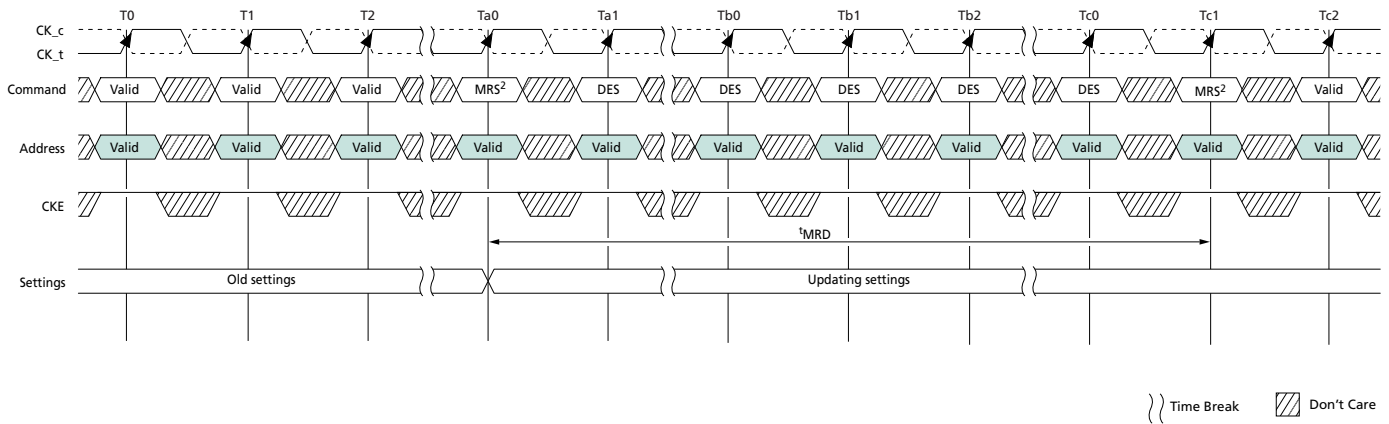 T0 T1 T2 Ta0 Ta1 Tb0 Tb1 Tb2 Tc0 Tc1 Tc2
CK_c
CK_t
Command Valid Valid Valid MRS² DES DES DES DES DES MRS² Valid
Address Valid Valid Valid Valid Valid Valid Valid Valid Valid Valid Valid
CKE
ᵗMRD
Settings Old settings Updating settings
Time Break Don't Care